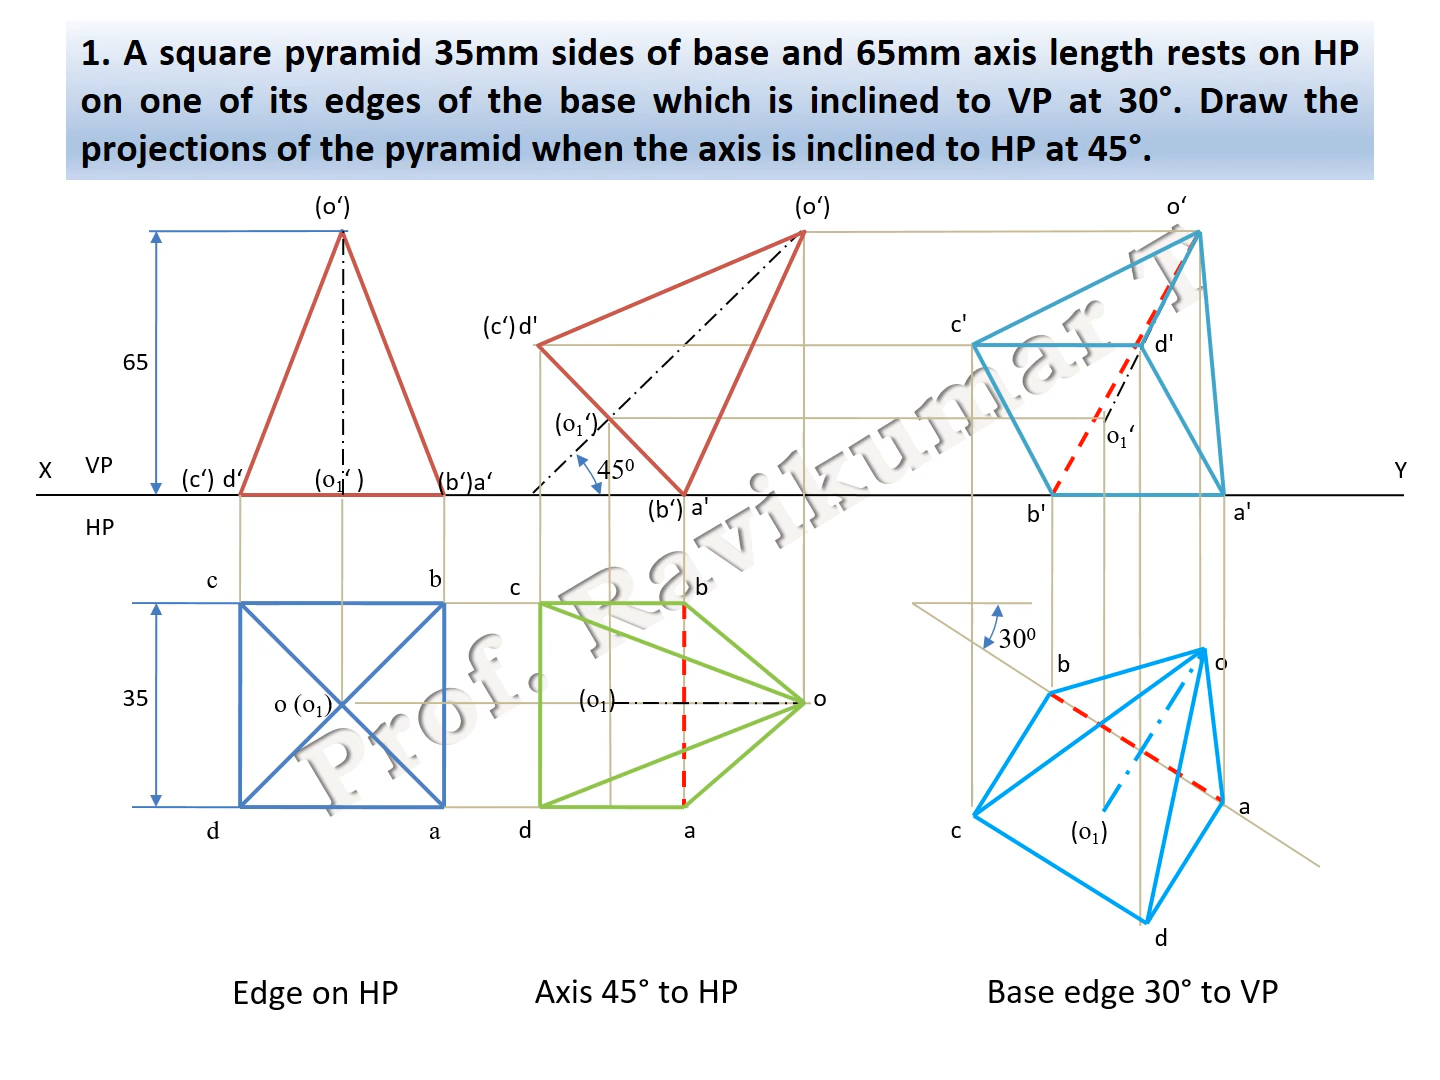 1. A square pyramid 35mm sides of base and 65mm axis length rests on HP
on one of its edges of the base which is inclined to VP at 30°. Draw the
projections of the pyramid when the axis is inclined to HP at 45°.
(o‘) (o‘) o‘
(c‘) d' c' d'
65
(o₁‘) o₁‘
X VP 45⁰ Y
(c‘) d‘ (o₁‘ ) (b‘)a‘
(b‘) a' b' a'
HP
c b c b
30⁰
b o
35 o (o₁) (o₁) o
d a d a c (o₁) a
d
Prof. Ravikumar T
Edge on HP Axis 45° to HP Base edge 30° to VP